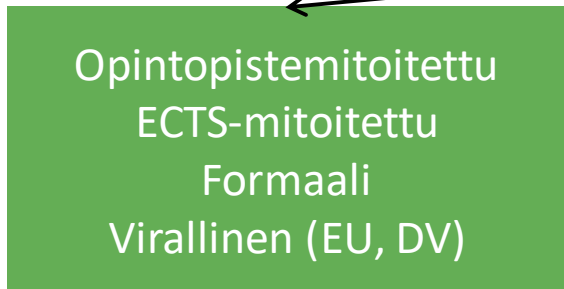 Opintopistemitoitettu
ECTS-mitoitettu
Formaali
Virallinen (EU, DV)